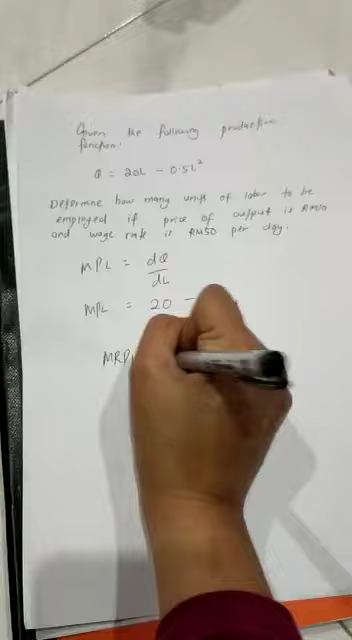 Given the following production
function:
Q = 20L - 0.5L²
Determine how many units of labor to be
employed if price of output is RM10
and wage rate is RM50 per day.
MPL = dQ
dL
MPL = 20 -
MRP